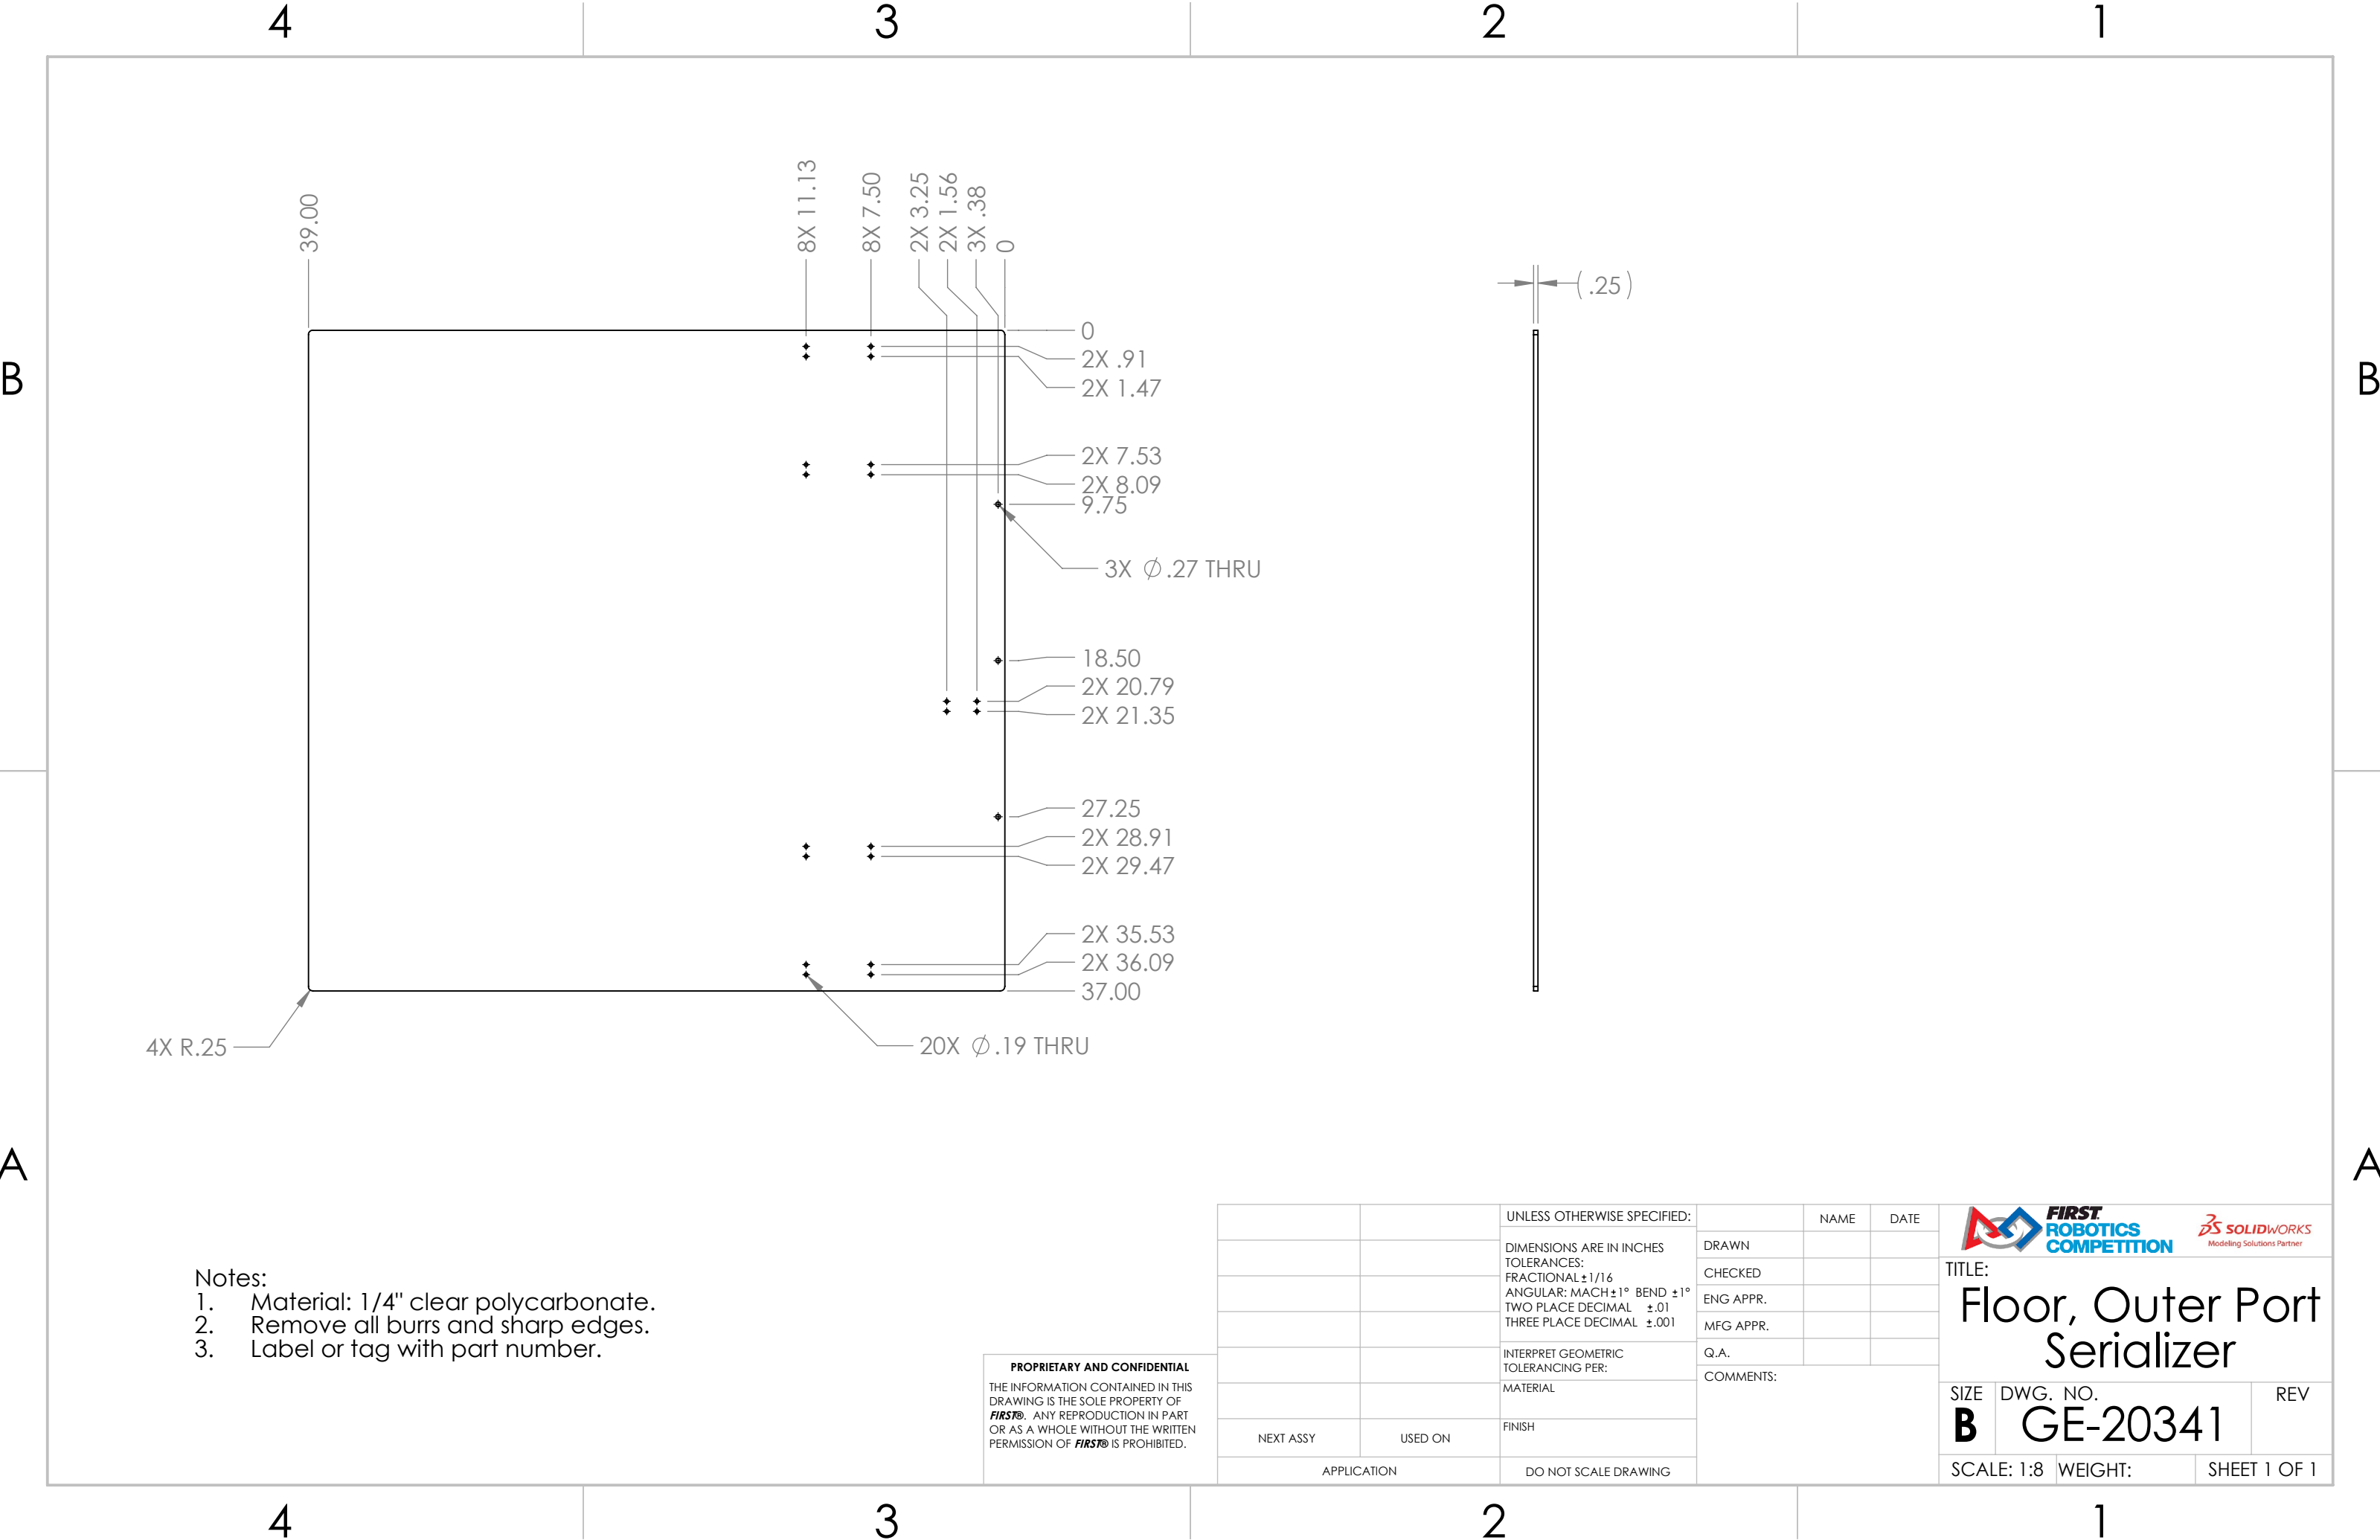 4 3 2 1
39.00
8X 11.13
8X 7.50
2X 3.25
2X 1.56
3X .38
0
(.25)
0
2X .91
2X 1.47
B B
2X 7.53
2X 8.09
9.75
3X Ø.27 THRU
18.50
2X 20.79
2X 21.35
27.25
2X 28.91
2X 29.47
2X 35.53
2X 36.09
37.00
4X R.25
20X Ø.19 THRU
A A
Notes:
1. Material: 1/4" clear polycarbonate.
2. Remove all burrs and sharp edges.
3. Label or tag with part number.
PROPRIETARY AND CONFIDENTIAL
THE INFORMATION CONTAINED IN THIS
DRAWING IS THE SOLE PROPERTY OF
FIRST®. ANY REPRODUCTION IN PART
OR AS A WHOLE WITHOUT THE WRITTEN
PERMISSION OF FIRST® IS PROHIBITED.
NEXT ASSY USED ON
APPLICATION
UNLESS OTHERWISE SPECIFIED:
DIMENSIONS ARE IN INCHES
TOLERANCES:
FRACTIONAL ±1/16
ANGULAR: MACH ±1° BEND ±1°
TWO PLACE DECIMAL ±.01
THREE PLACE DECIMAL ±.001
INTERPRET GEOMETRIC
TOLERANCING PER:
MATERIAL
FINISH
DO NOT SCALE DRAWING
NAME DATE
DRAWN
CHECKED
ENG APPR.
MFG APPR.
Q.A.
COMMENTS:
FIRST®
ROBOTICS
COMPETITION
3DS SOLIDWORKS
Modeling Solutions Partner
TITLE:
Floor, Outer Port
Serializer
SIZE DWG. NO. REV
B GE-20341
SCALE: 1:8 WEIGHT: SHEET 1 OF 1
4 3 2 1